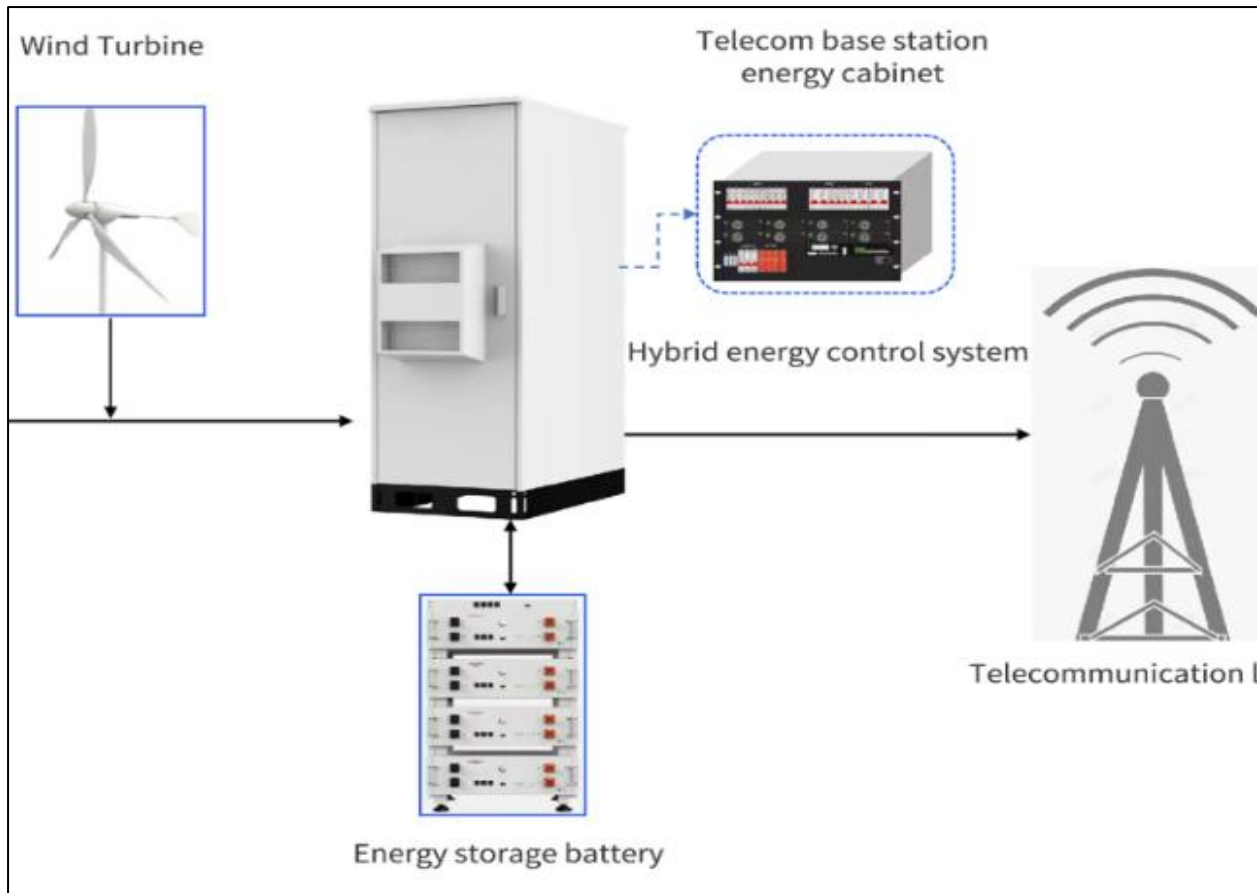 Wind Turbine
Telecom base station
energy cabinet
Hybrid energy control system
Telecommunication
Energy storage battery